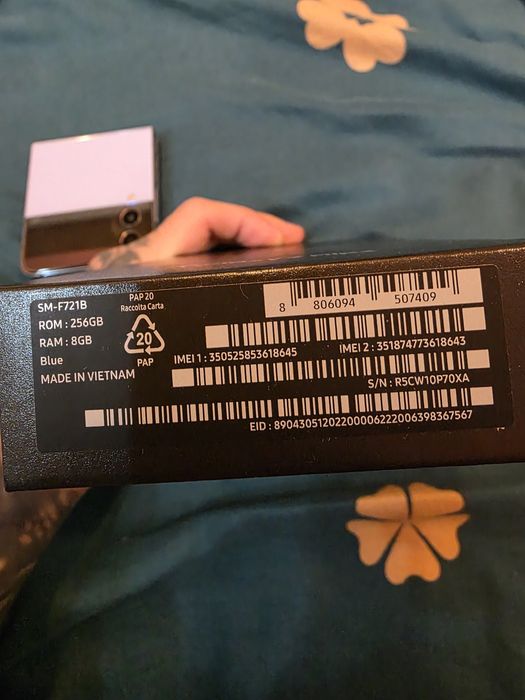 SM-F721B
ROM : 256GB
RAM : 8GB
Blue
MADE IN VIETNAM
PAP 20
Raccolta Carta
20
PAP
8 806094 507409
IMEI 1 : 350525853618645
IMEI 2 : 351874773618643
S/N : R5CW10P70XA
EID : 89043051202200006222006398367567